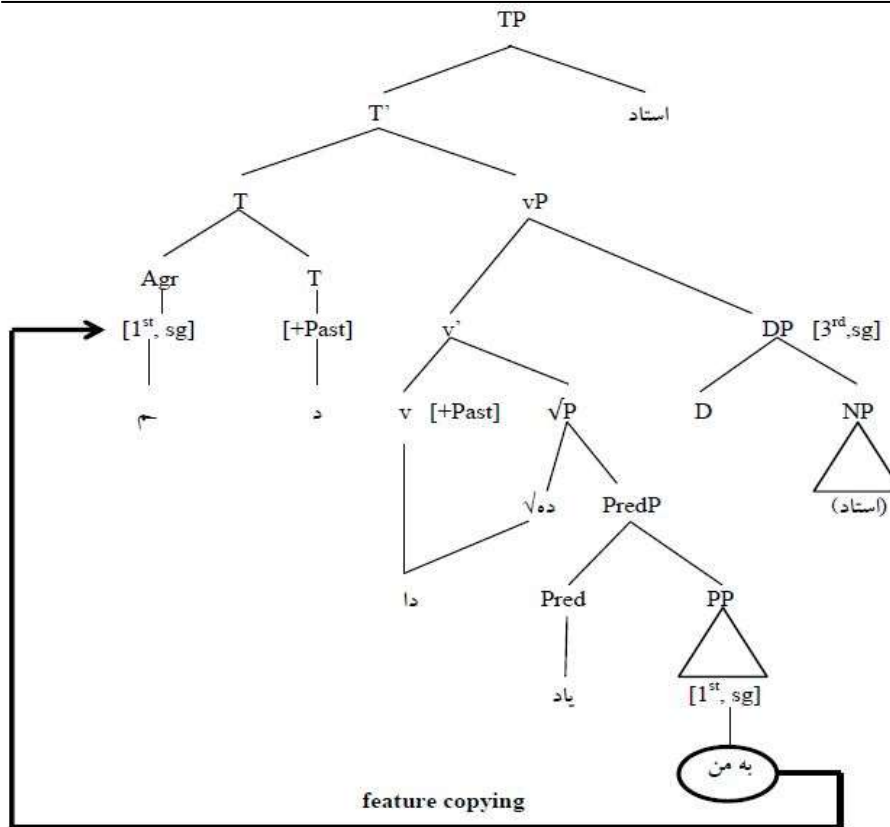 TP
T’ استاد
T vP
Agr T
[1st, sg] [+Past] v’ DP [3rd,sg]
م د v [+Past] √P D NP
√ده PredP (استاد)
دا Pred PP
یاد [1st, sg]
به من
feature copying